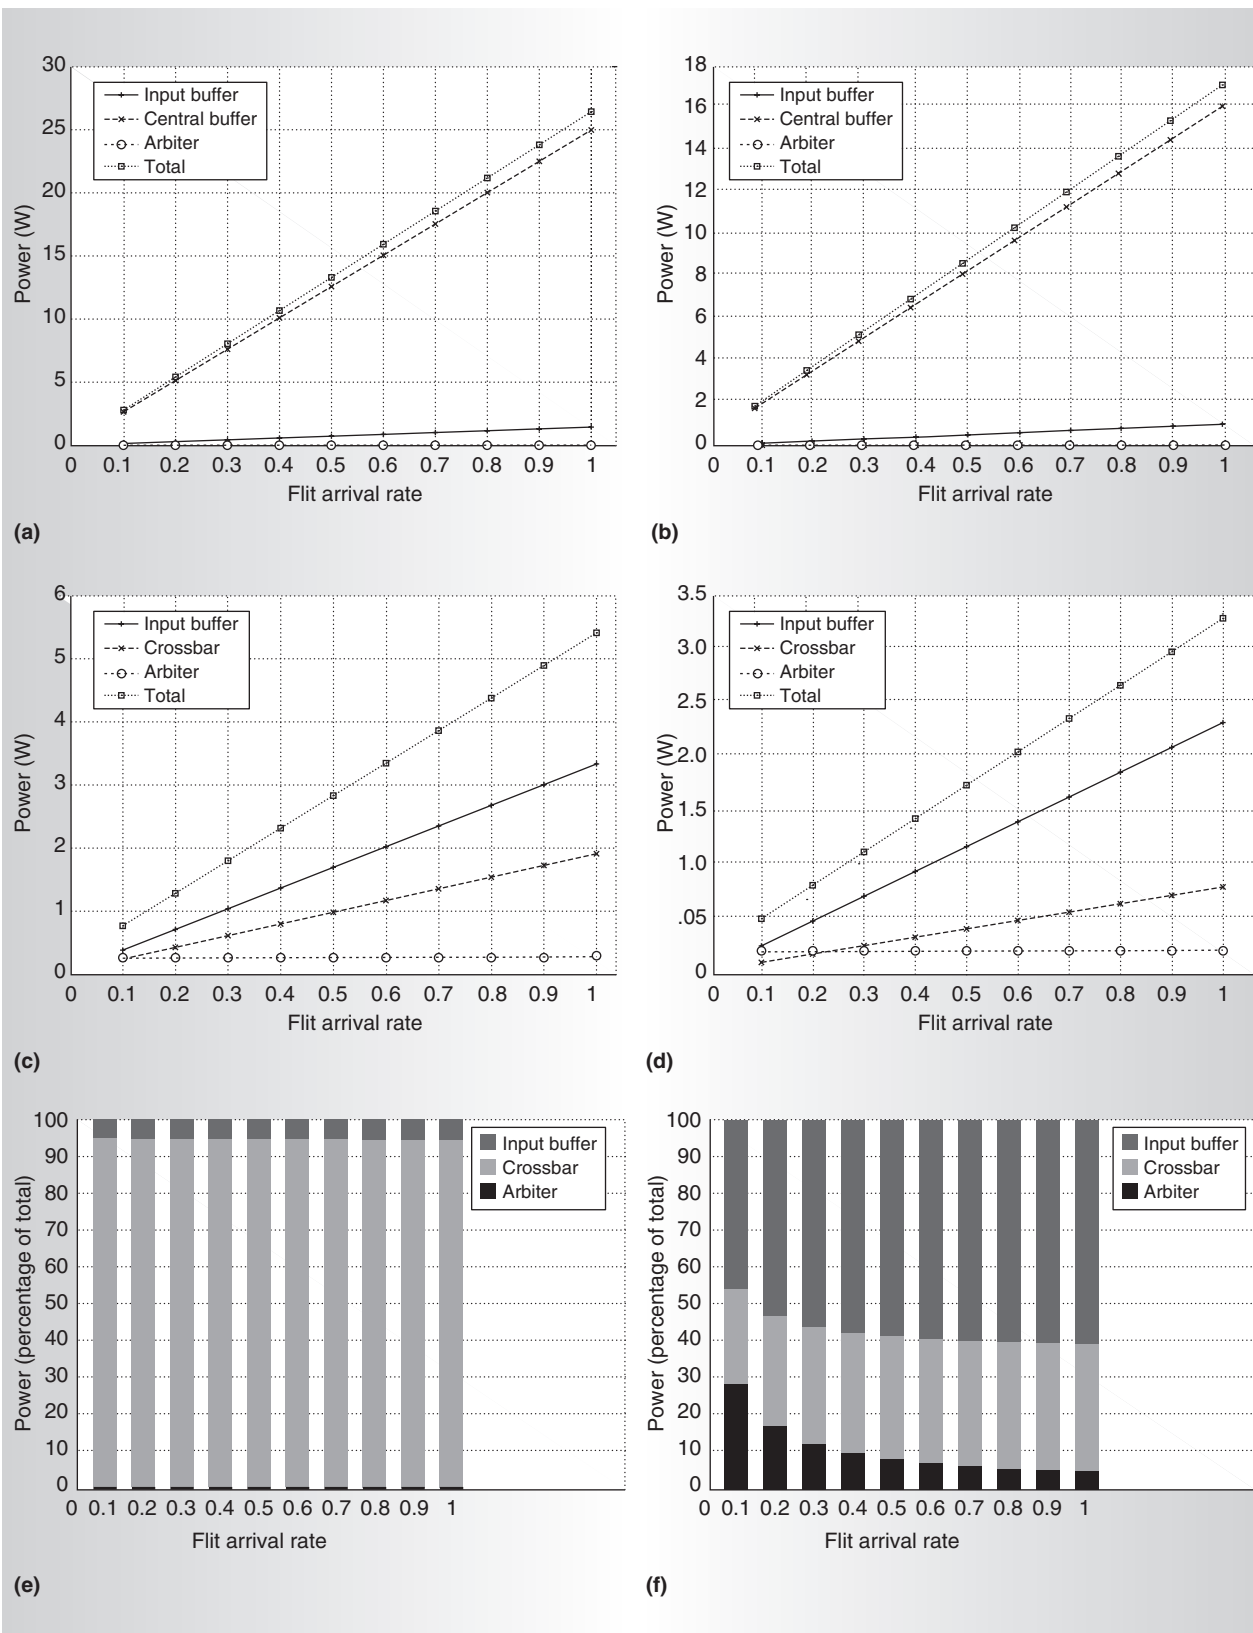 30
25
20
15
10
5
0
Power (W)
Input buffer
Central buffer
Arbiter
Total
0 0.1 0.2 0.3 0.4 0.5 0.6 0.7 0.8 0.9 1
Flit arrival rate
(a)
18
16
14
12
10
8
6
4
2
0
Power (W)
Input buffer
Central buffer
Arbiter
Total
0 0.1 0.2 0.3 0.4 0.5 0.6 0.7 0.8 0.9 1
Flit arrival rate
(b)
6
5
4
3
2
1
0
Power (W)
Input buffer
Crossbar
Arbiter
Total
0 0.1 0.2 0.3 0.4 0.5 0.6 0.7 0.8 0.9 1
Flit arrival rate
(c)
3.5
3.0
2.5
2.0
1.5
1.0
.05
0
Power (W)
Input buffer
Crossbar
Arbiter
Total
0 0.1 0.2 0.3 0.4 0.5 0.6 0.7 0.8 0.9 1
Flit arrival rate
(d)
100
90
80
70
60
50
40
30
20
10
0
Power (percentage of total)
Input buffer
Crossbar
Arbiter
0 0.1 0.2 0.3 0.4 0.5 0.6 0.7 0.8 0.9 1
Flit arrival rate
(e)
100
90
80
70
60
50
40
30
20
10
0
Power (percentage of total)
Input buffer
Crossbar
Arbiter
0 0.1 0.2 0.3 0.4 0.5 0.6 0.7 0.8 0.9 1
Flit arrival rate
(f)